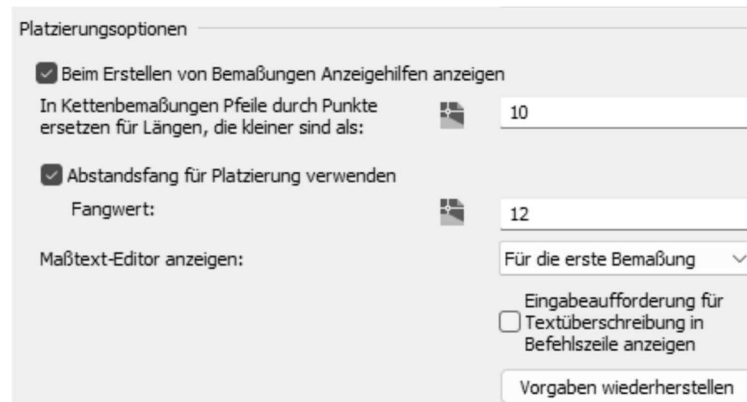 Platzierungsoptionen
Beim Erstellen von Bemaßungen Anzeigehilfen anzeigen
In Kettenbemaßungen Pfeile durch Punkte
ersetzen für Längen, die kleiner sind als:
10
Abstandsfang für Platzierung verwenden
Fangwert:
12
Maßtext-Editor anzeigen:
Für die erste Bemaßung
Eingabeaufforderung für
Textüberschreibung in
Befehlszeile anzeigen
Vorgaben wiederherstellen